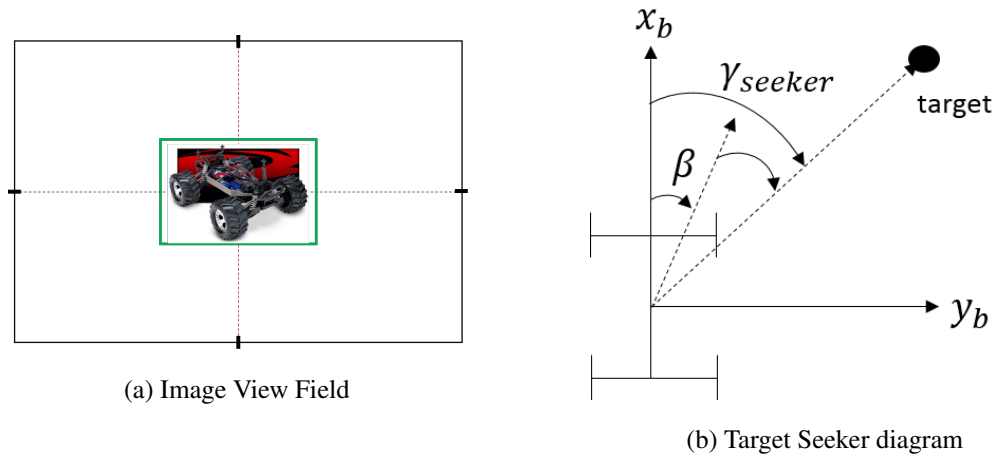 x_b
γ_seeker
target
β
y_b
(a) Image View Field
(b) Target Seeker diagram